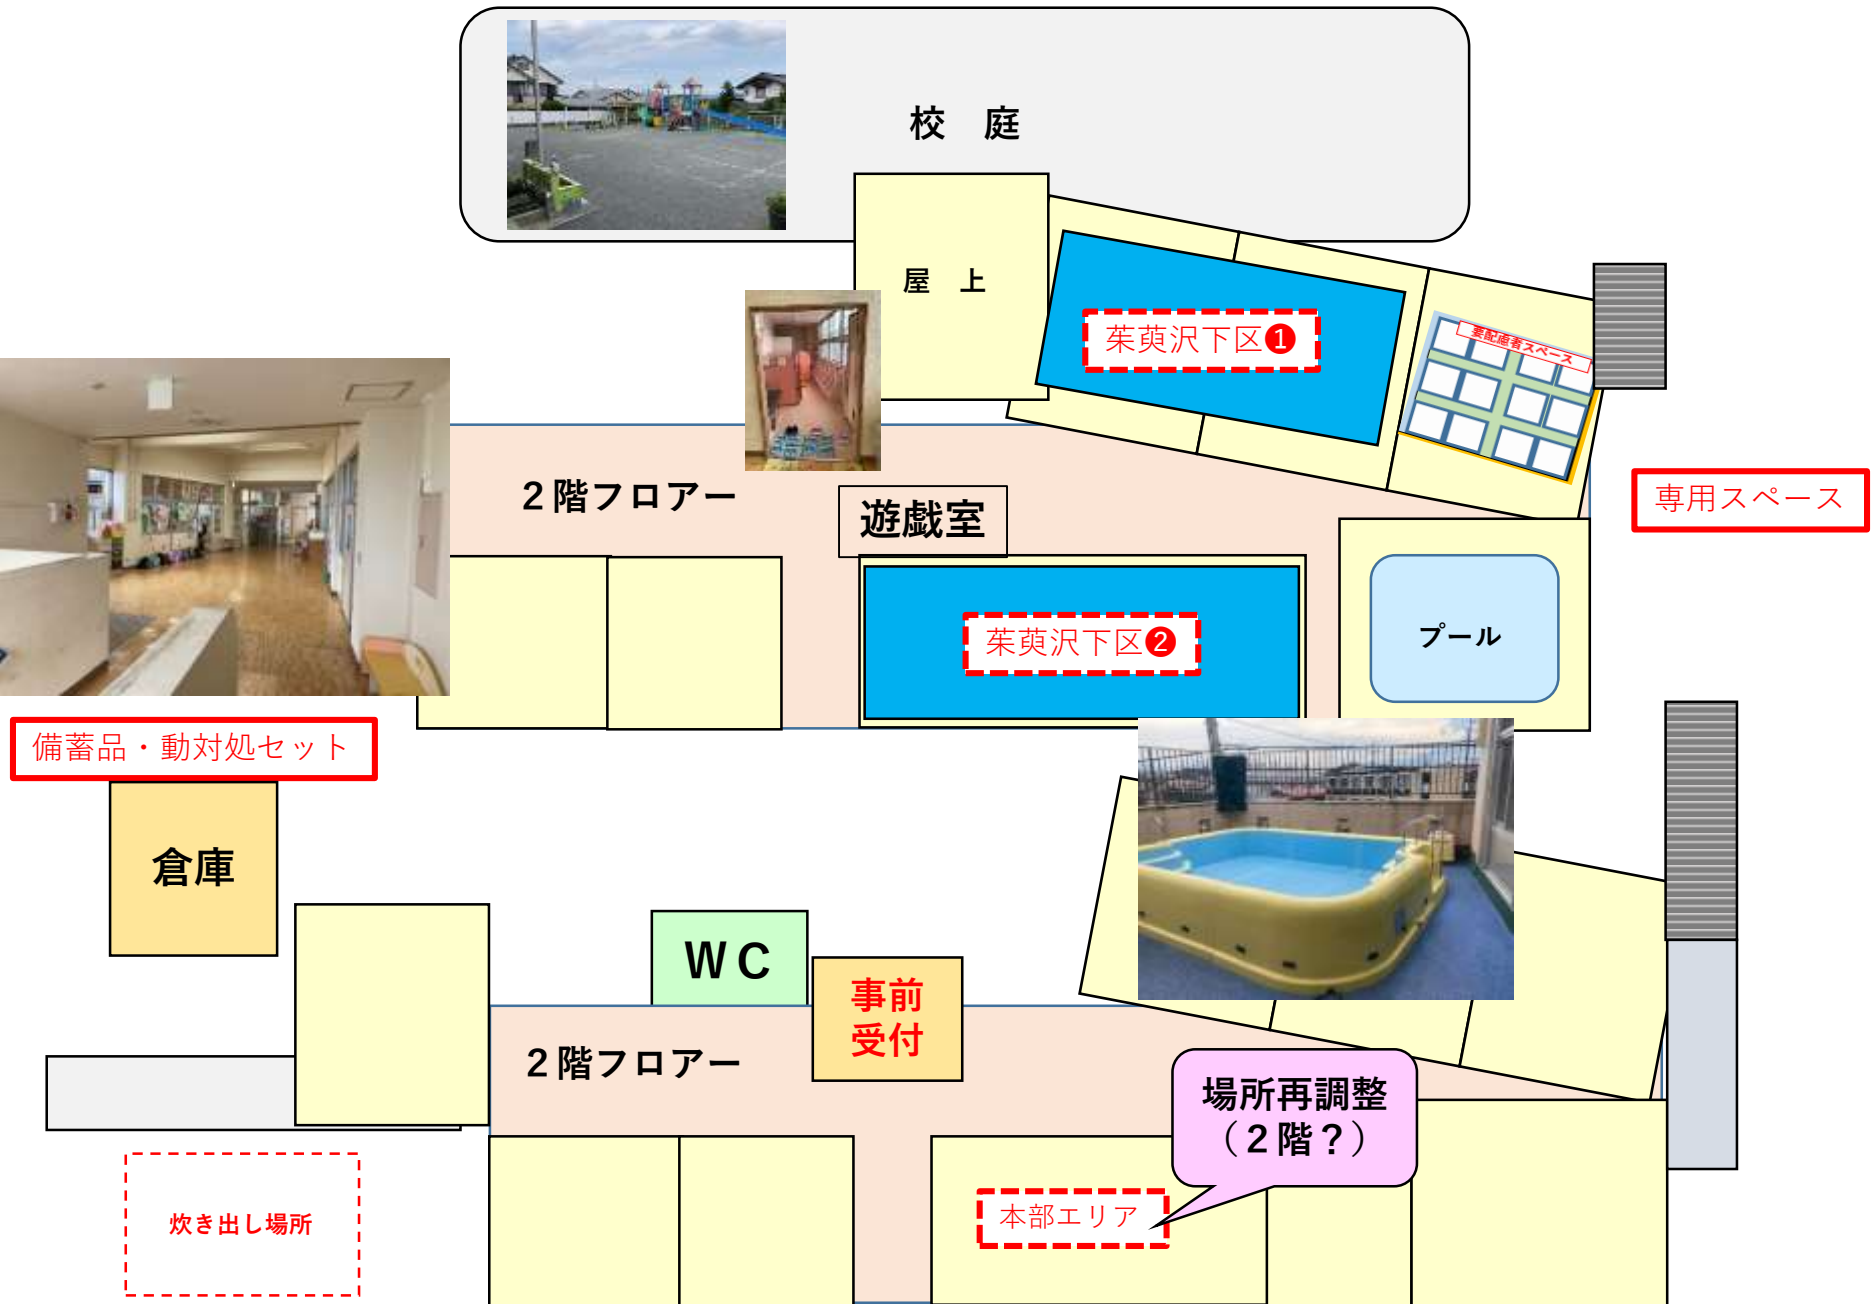 校　庭
屋　上
茱萸沢下区❶
要配慮者スペース
専用スペース
２階フロアー
遊戯室
茱萸沢下区❷
プール
備蓄品・動対処セット
倉庫
ＷＣ
事前
受付
２階フロアー
場所再調整
（２階？）
本部エリア
炊き出し場所